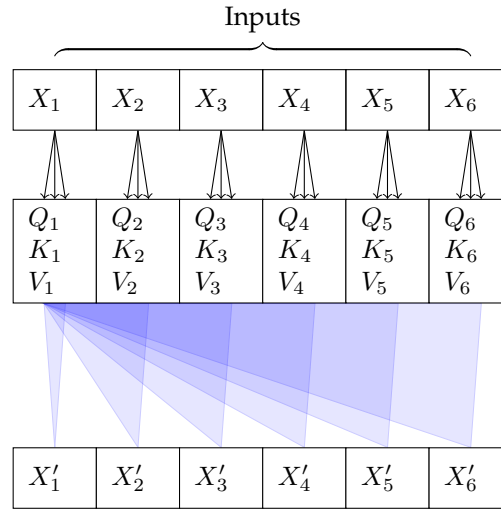 Inputs
X₁ X₂ X₃ X₄ X₅ X₆
Q₁ Q₂ Q₃ Q₄ Q₅ Q₆
K₁ K₂ K₃ K₄ K₅ K₆
V₁ V₂ V₃ V₄ V₅ V₆
X′₁ X′₂ X′₃ X′₄ X′₅ X′₆